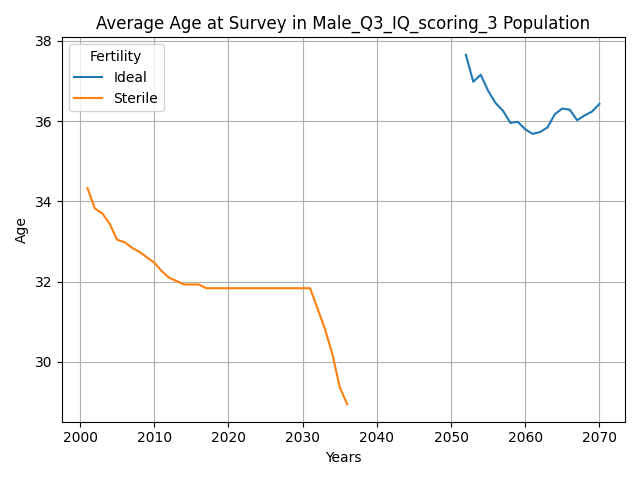 Average Age at Survey in Male_Q3_IQ_scoring_3 Population
Fertility
Ideal
Sterile
38
36
34
32
30
Age
2000 2010 2020 2030 2040 2050 2060 2070
Years